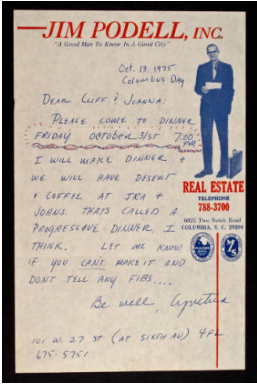 JIM PODELL, INC.
"A Good Man To Know In A Good City"
Oct. 13. 1975
Columbus Day
DEAR CLIFF & JOANNA:
PLEASE COME TO DINNER
FRIDAY OCTOBER 31ST 7:00
PM
I WILL MAKE DINNER +
WE WILL HAVE DESERT
+ COFFEE AT IRA +
JOHNS. THATS CALLED A
PROGRESSIVE DINNER I
THINK. LET ME KNOW
IF YOU CANT MAKE IT AND
DONT TELL ANY FIBS....
Be well,
REAL ESTATE
TELEPHONE
788-3700
6825 Two Notch Road
COLUMBIA, S. C. 29204
101 W. 27 ST (AT SIXTH AV) 4FL
675-5751